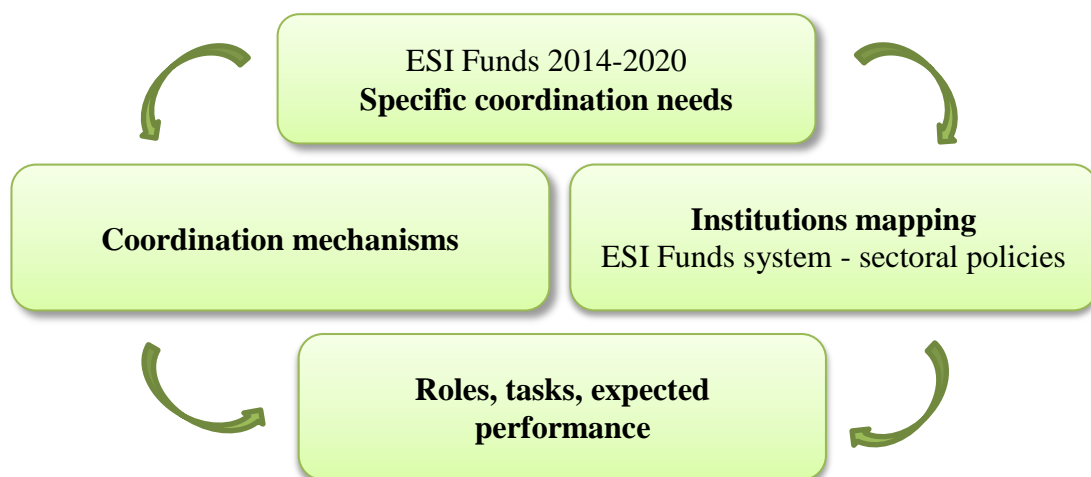 ESI Funds 2014-2020
Specific coordination needs
Coordination mechanisms
Institutions mapping
ESI Funds system - sectoral policies
Roles, tasks, expected
performance